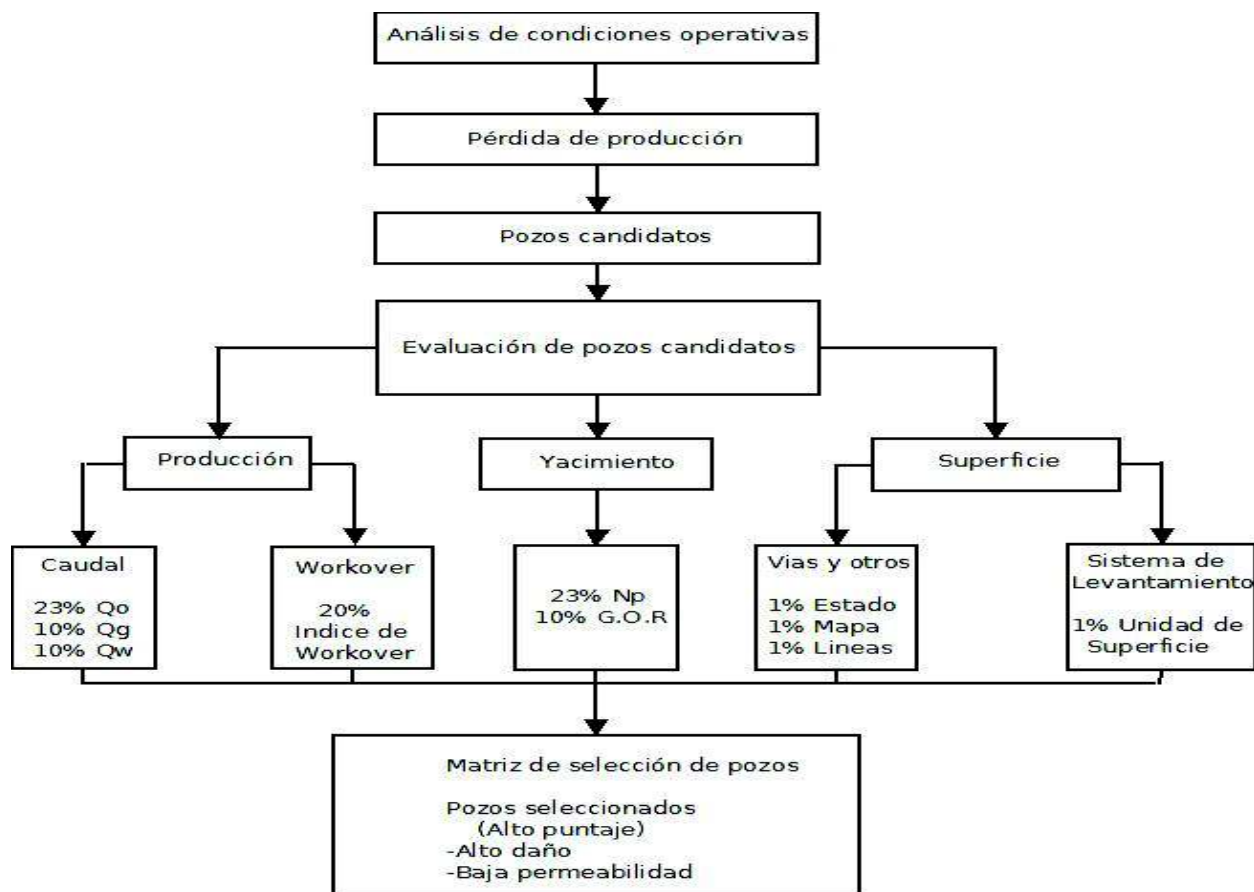 Análisis de condiciones operativas
Pérdida de producción
Pozos candidatos
Evaluación de pozos candidatos
Producción
Yacimiento
Superficie
Caudal
23% Qo
10% Qg
10% Qw
Workover
20%
Indice de
Workover
23% Np
10% G.O.R
Vias y otros
1% Estado
1% Mapa
1% Lineas
Sistema de
Levantamiento
1% Unidad de
Superficie
Matriz de selección de pozos
Pozos seleccionados
(Alto puntaje)
-Alto daño
-Baja permeabilidad